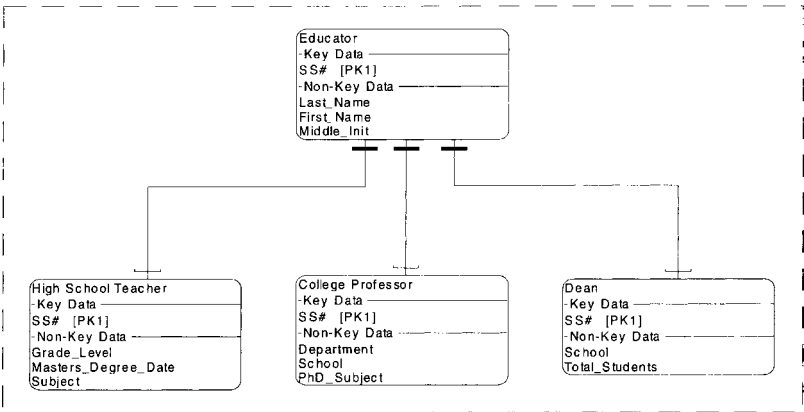 Educator
-Key Data
SS# [PK1]
-Non-Key Data
Last_Name
First_Name
Middle_Init
High School Teacher
-Key Data
SS# [PK1]
-Non-Key Data
Grade_Level
Masters_Degree_Date
Subject
College Professor
-Key Data
SS# [PK1]
-Non-Key Data
Department
School
PhD_Subject
Dean
-Key Data
SS# [PK1]
-Non-Key Data
School
Total_Students